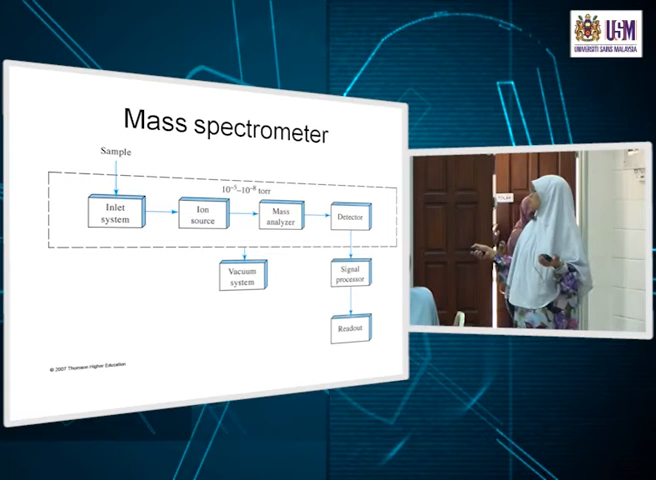 USM
UNIVERSITI SAINS MALAYSIA
Mass spectrometer
Sample
10⁻⁵–10⁻⁸ torr
Inlet
system
Ion
source
Mass
analyzer
Detector
Vacuum
system
Signal
processor
Readout
© 2007 Thomson Higher Education